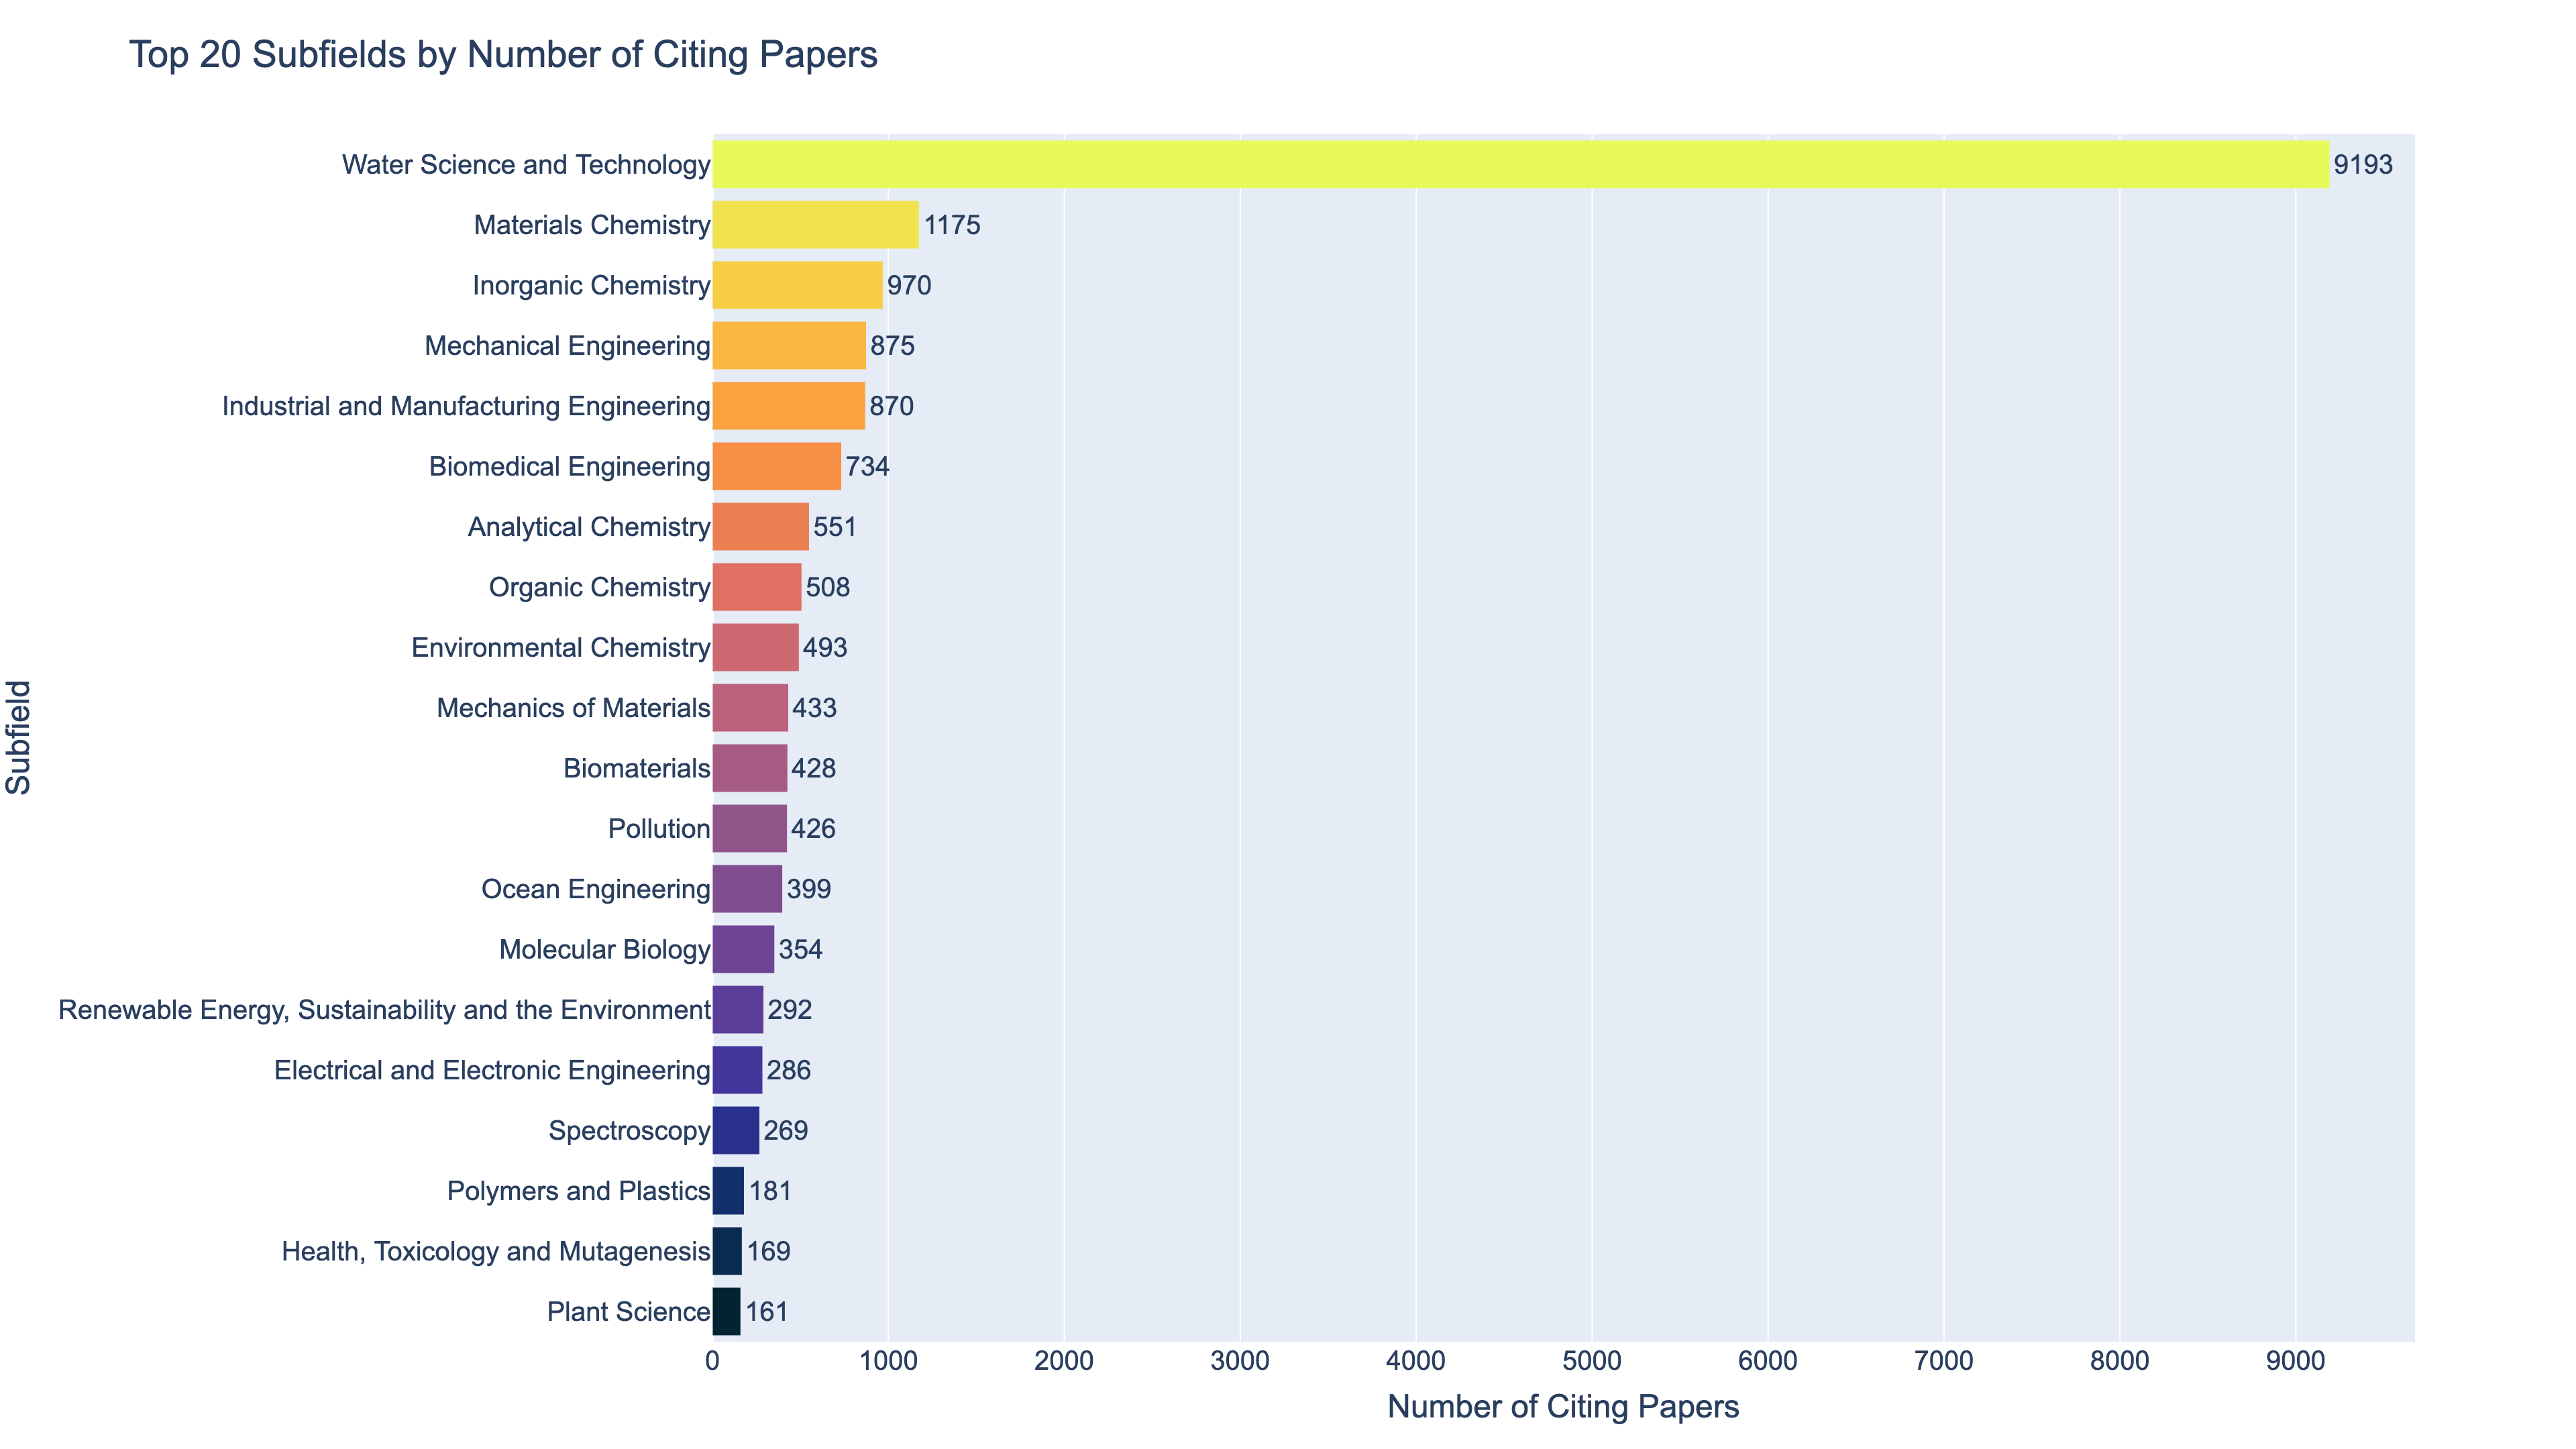 Top 20 Subfields by Number of Citing Papers
Subfield
Water Science and Technology 9193
Materials Chemistry 1175
Inorganic Chemistry 970
Mechanical Engineering 875
Industrial and Manufacturing Engineering 870
Biomedical Engineering 734
Analytical Chemistry 551
Organic Chemistry 508
Environmental Chemistry 493
Mechanics of Materials 433
Biomaterials 428
Pollution 426
Ocean Engineering 399
Molecular Biology 354
Renewable Energy, Sustainability and the Environment 292
Electrical and Electronic Engineering 286
Spectroscopy 269
Polymers and Plastics 181
Health, Toxicology and Mutagenesis 169
Plant Science 161
0 1000 2000 3000 4000 5000 6000 7000 8000 9000
Number of Citing Papers